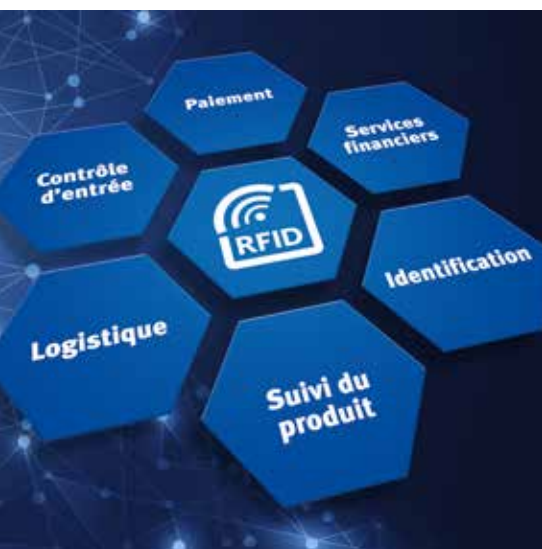 Paiement
Services
financiers
Contrôle
d'entrée
RFID
Identification
Logistique
Suivi du
produit